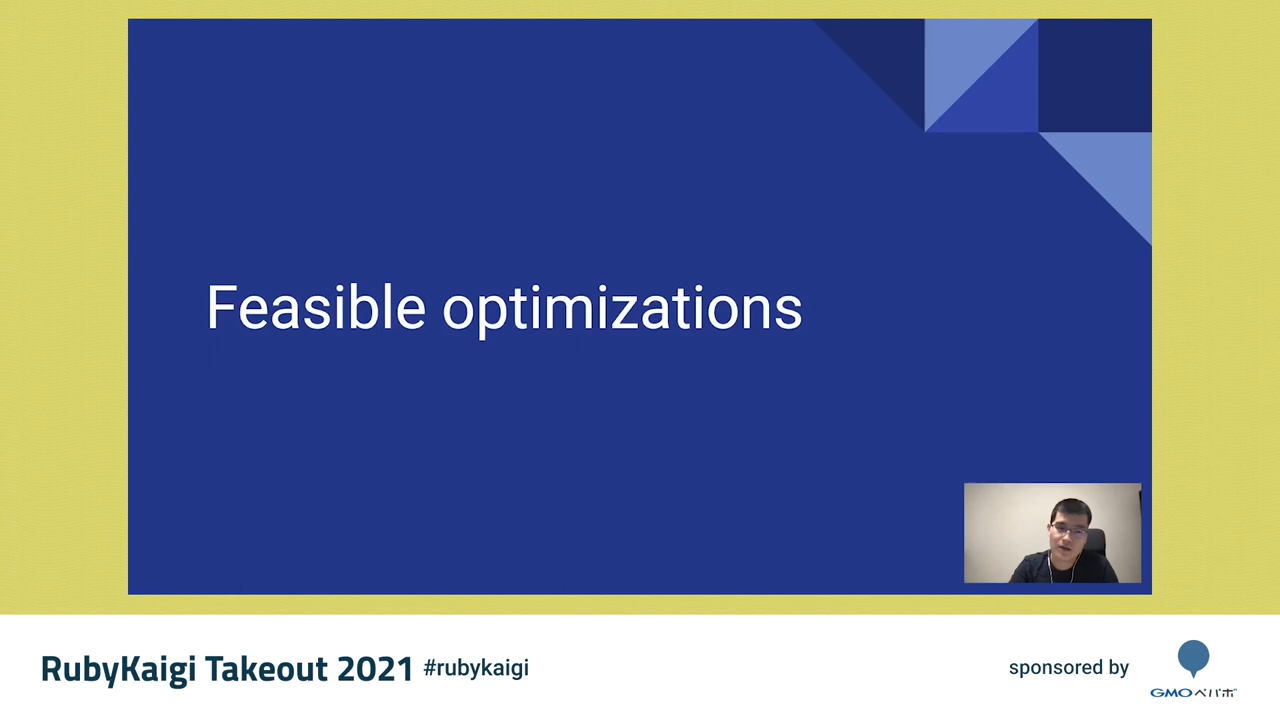 Feasible optimizations
RubyKaigi Takeout 2021 #rubykaigi
sponsored by
GMOペパボ